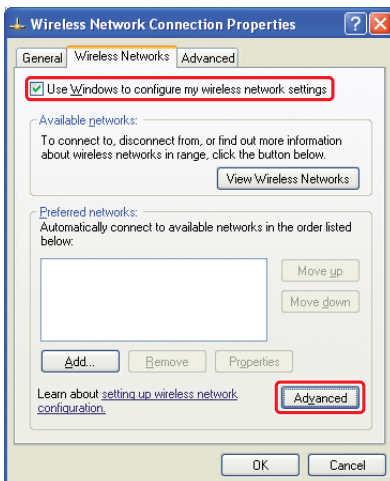 Wireless Network Connection Properties
General Wireless Networks Advanced
Use Windows to configure my wireless network settings
Available networks:
To connect to, disconnect from, or find out more information
about wireless networks in range, click the button below.
View Wireless Networks
Preferred networks:
Automatically connect to available networks in the order listed
below:
Move up
Move down
Add... Remove Properties
Learn about setting up wireless network
configuration.
Advanced
OK Cancel